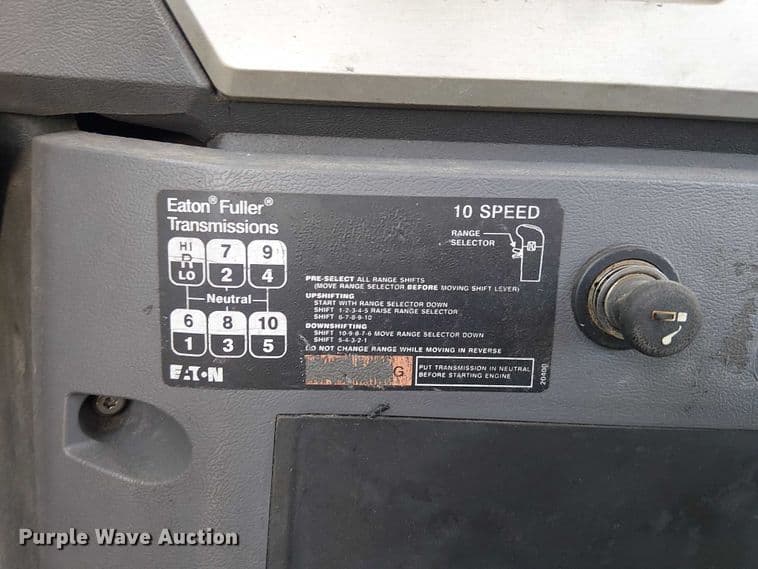 Eaton® Fuller®
Transmissions
10 SPEED
RANGE
SELECTOR
HI 7 9
R
LO 2 4
Neutral
6 8 10
1 3 5
PRE-SELECT ALL RANGE SHIFTS
(MOVE RANGE SELECTOR BEFORE MOVING SHIFT LEVER)
UPSHIFTING
START WITH RANGE SELECTOR DOWN
SHIFT 1-2-3-4-5 RAISE RANGE SELECTOR
SHIFT 6-7-8-9-10
DOWNSHIFTING
SHIFT 10-9-8-7-6 MOVE RANGE SELECTOR DOWN
SHIFT 5-4-3-2-1
DO NOT CHANGE RANGE WHILE MOVING IN REVERSE
G
PUT TRANSMISSION IN NEUTRAL
BEFORE STARTING ENGINE
20400
EATON
Purple Wave Auction